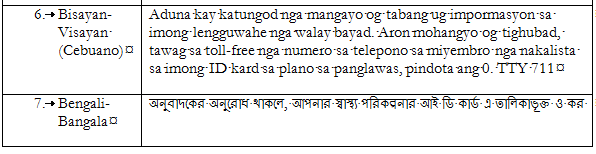 6. Bisayan-Visayan (Cebuano)
Aduna kay katungod nga mangayo og tabang ug impormasyon sa
imong lengguwahe nga walay bayad. Aron mohangyo og tighubad,
tawag sa toll-free nga numero sa telepono sa miyembro nga nakalista
sa imong ID kard sa plano sa panglawas, pindota ang 0. TTY 711
7. Bengali-Bangala
অনুবাদকের অনুরোধ থাকলে, আপনার স্বাস্থ্য পরিকল্পনার আই ডি কার্ড এ তালিকাভূক্ত ও কর